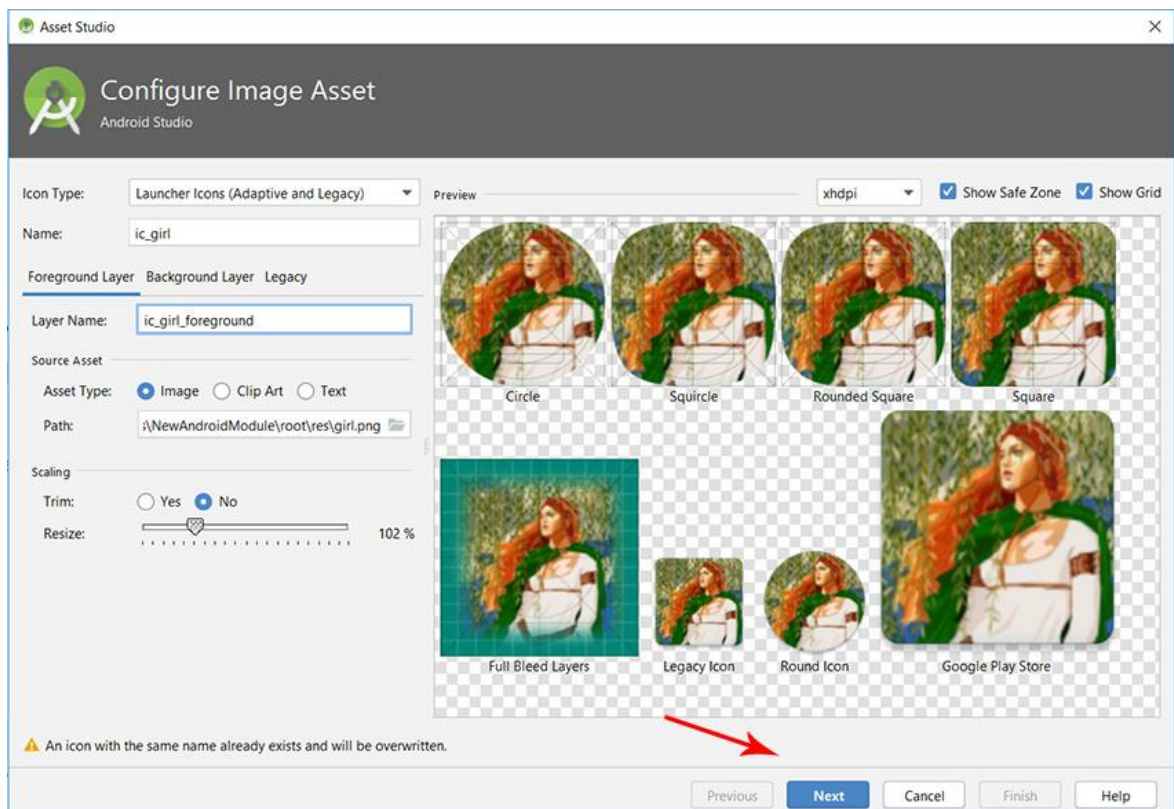 Asset Studio
Configure Image Asset
Android Studio
Icon Type:
Launcher Icons (Adaptive and Legacy)
Name:
ic_girl
Foreground Layer Background Layer Legacy
Layer Name:
ic_girl_foreground
Source Asset
Asset Type:
Image Clip Art Text
Path:
\NewAndroidModule\root\res\girl.png
Scaling
Trim:
Yes No
Resize:
102 %
Preview
xhdpi
Show Safe Zone
Show Grid
Circle
Squircle
Rounded Square
Square
Full Bleed Layers
Legacy Icon
Round Icon
Google Play Store
An icon with the same name already exists and will be overwritten.
Previous
Next
Cancel
Finish
Help